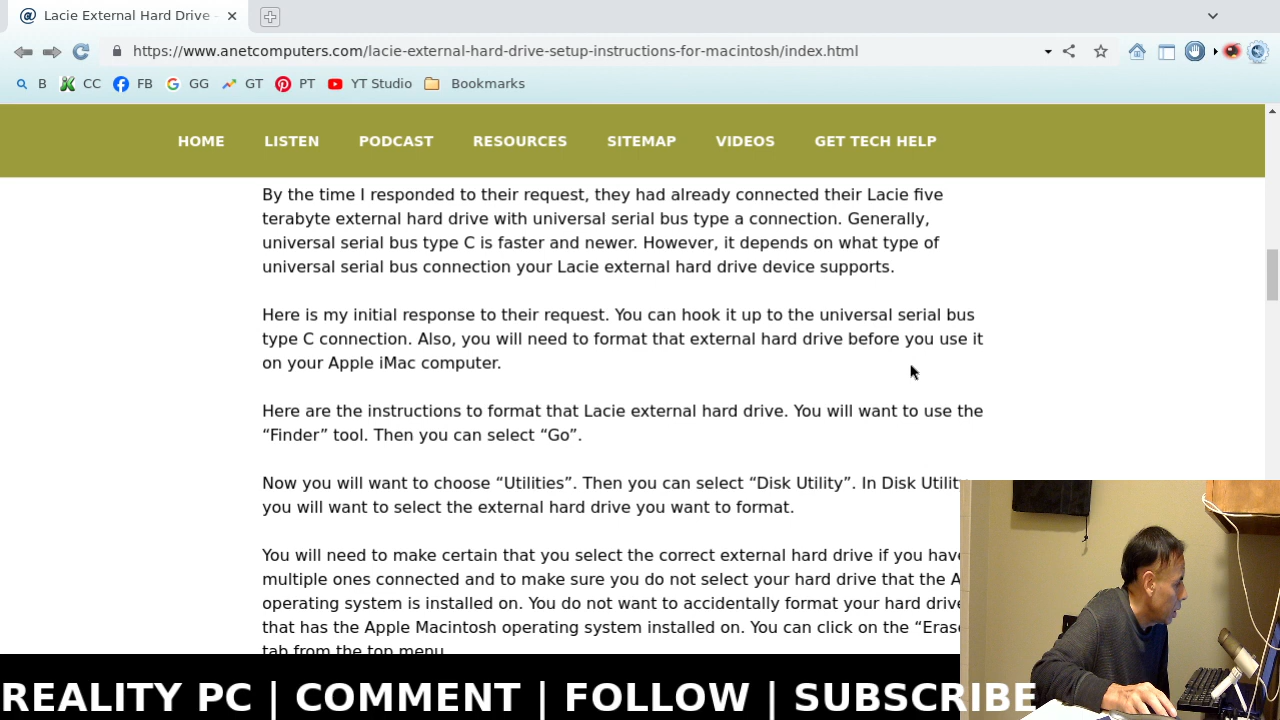 Lacie External Hard Drive
https://www.anetcomputers.com/lacie-external-hard-drive-setup-instructions-for-macintosh/index.html
B CC FB GG GT PT YT Studio Bookmarks
HOME LISTEN PODCAST RESOURCES SITEMAP VIDEOS GET TECH HELP
By the time I responded to their request, they had already connected their Lacie five
terabyte external hard drive with universal serial bus type a connection. Generally,
universal serial bus type C is faster and newer. However, it depends on what type of
universal serial bus connection your Lacie external hard drive device supports.
Here is my initial response to their request. You can hook it up to the universal serial bus
type C connection. Also, you will need to format that external hard drive before you use it
on your Apple iMac computer.
Here are the instructions to format that Lacie external hard drive. You will want to use the
“Finder” tool. Then you can select “Go”.
Now you will want to choose “Utilities”. Then you can select “Disk Utility”. In Disk Utility
you will want to select the external hard drive you want to format.
You will need to make certain that you select the correct external hard drive if you have
multiple ones connected and to make sure you do not select your hard drive that the A
operating system is installed on. You do not want to accidentally format your hard drive
that has the Apple Macintosh operating system installed on. You can click on the “Erase
tab from the top menu
REALITY PC | COMMENT | FOLLOW | SUBSCRIBE